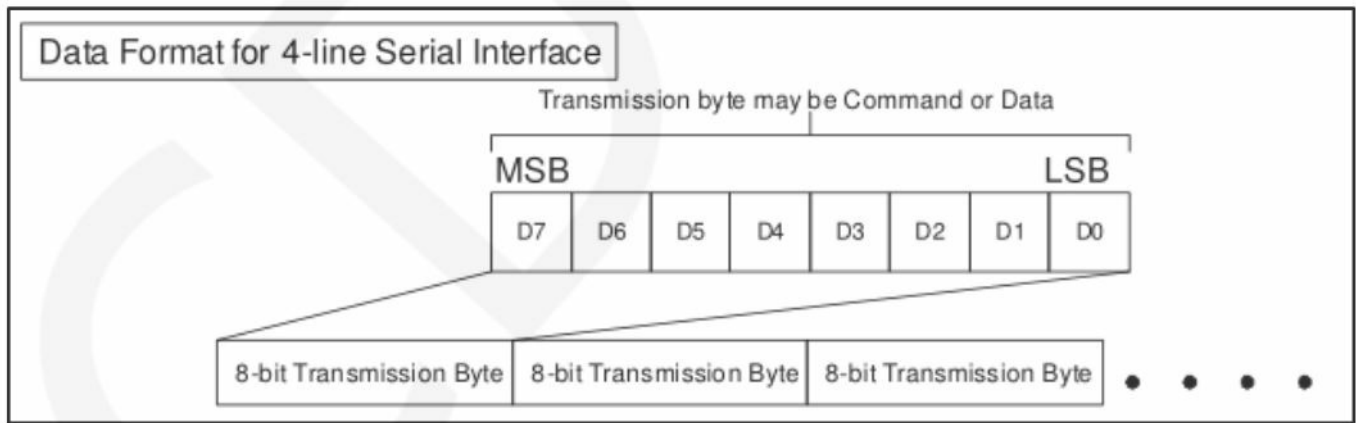 Data Format for 4-line Serial Interface
Transmission byte may be Command or Data
MSB LSB
D7 D6 D5 D4 D3 D2 D1 D0
8-bit Transmission Byte 8-bit Transmission Byte 8-bit Transmission Byte